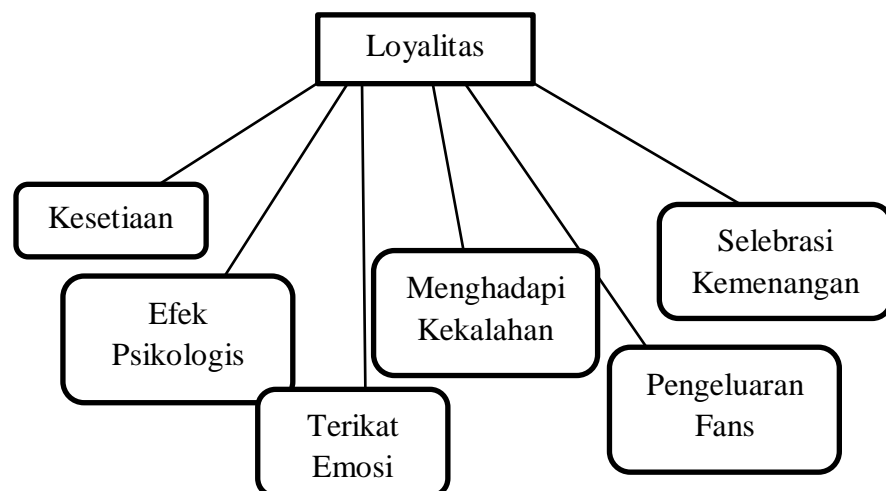 Loyalitas
Kesetiaan
Efek
Psikologis
Terikat
Emosi
Menghadapi
Kekalahan
Pengeluaran
Fans
Selebrasi
Kemenangan